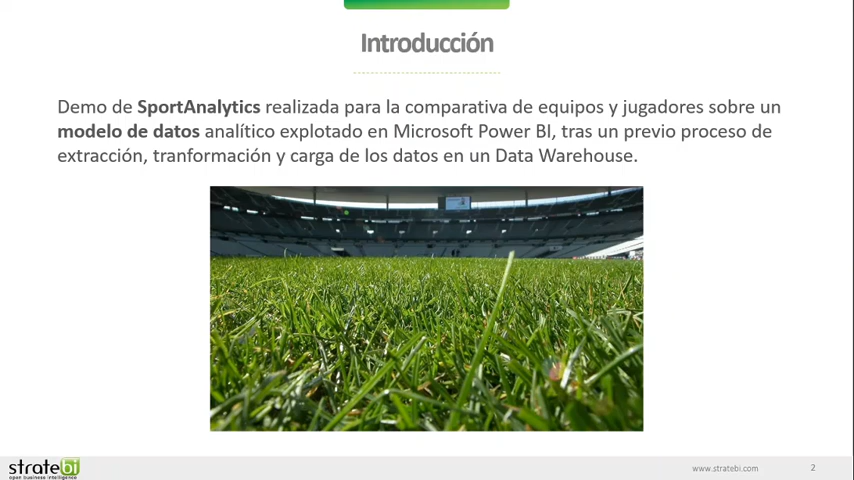 Introducción
Demo de SportAnalytics realizada para la comparativa de equipos y jugadores sobre un
modelo de datos analítico explotado en Microsoft Power BI, tras un previo proceso de
extracción, tranformación y carga de los datos en un Data Warehouse.
stratebi
open business intelligence
www.stratebi.com
2